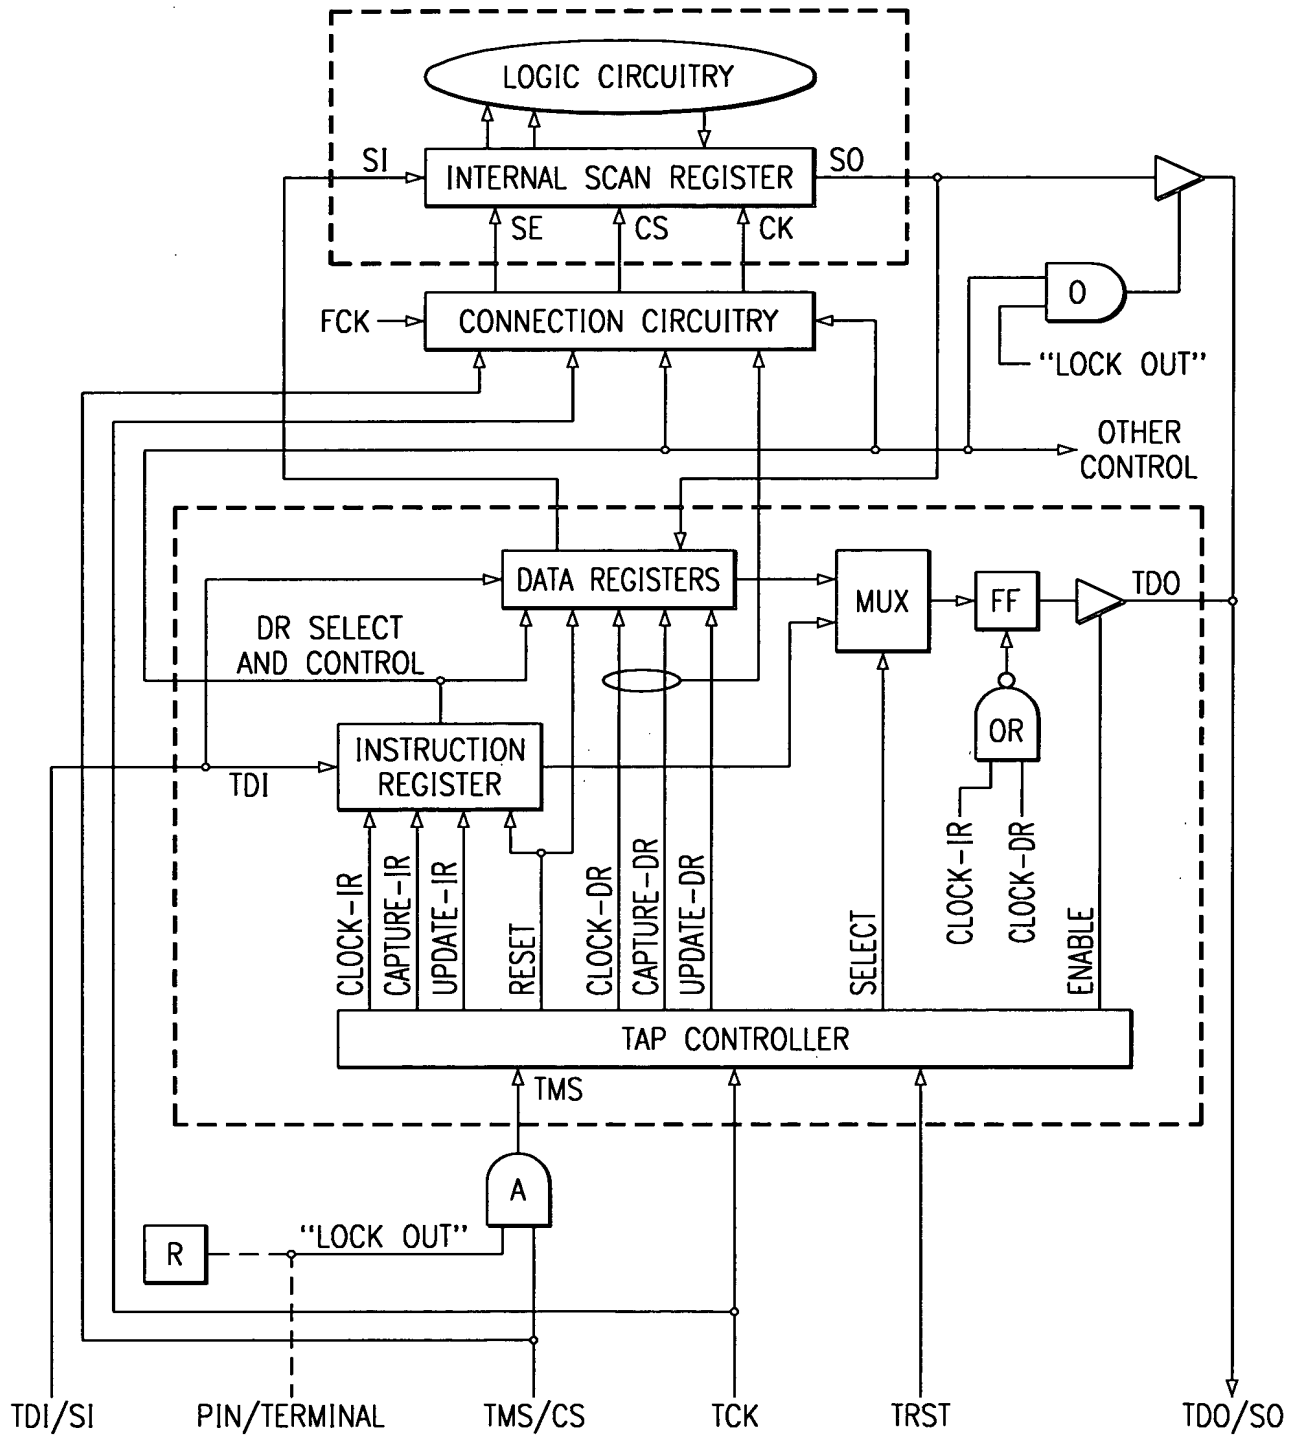 LOGIC CIRCUITRY
SI
INTERNAL SCAN REGISTER
SO
SE
CS
CK
O
FCK
CONNECTION CIRCUITRY
"LOCK OUT"
OTHER
CONTROL
DATA REGISTERS
MUX
FF
TDO
DR SELECT
AND CONTROL
OR
INSTRUCTION
REGISTER
TDI
CLOCK-IR
CAPTURE-IR
UPDATE-IR
RESET
CLOCK-DR
CAPTURE-DR
UPDATE-DR
SELECT
CLOCK-IR
CLOCK-DR
ENABLE
TAP CONTROLLER
TMS
A
R
"LOCK OUT"
TDI/SI
PIN/TERMINAL
TMS/CS
TCK
TRST
TDO/SO